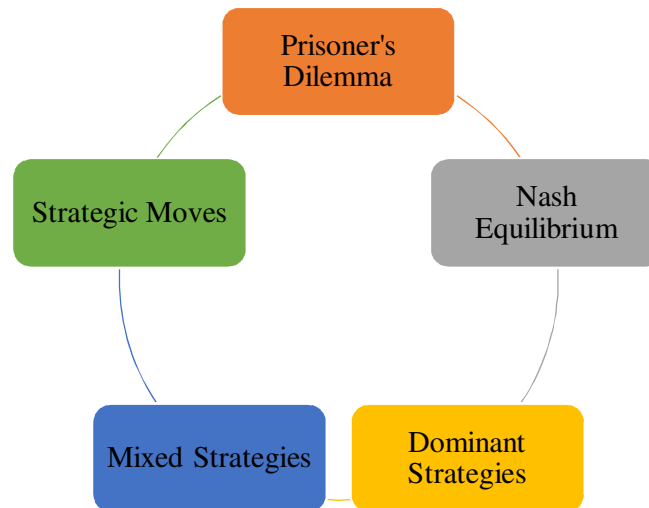 Prisoner's
Dilemma
Strategic Moves
Nash
Equilibrium
Mixed Strategies
Dominant
Strategies